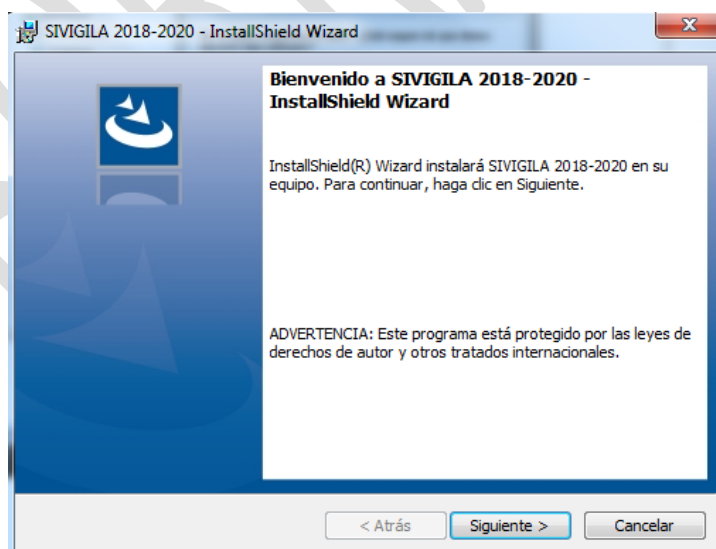 SIVIGILA 2018-2020 - InstallShield Wizard
Bienvenido a SIVIGILA 2018-2020 -
InstallShield Wizard
InstallShield(R) Wizard instalará SIVIGILA 2018-2020 en su
equipo. Para continuar, haga clic en Siguiente.
ADVERTENCIA: Este programa está protegido por las leyes de
derechos de autor y otros tratados internacionales.
< Atrás
Siguiente >
Cancelar